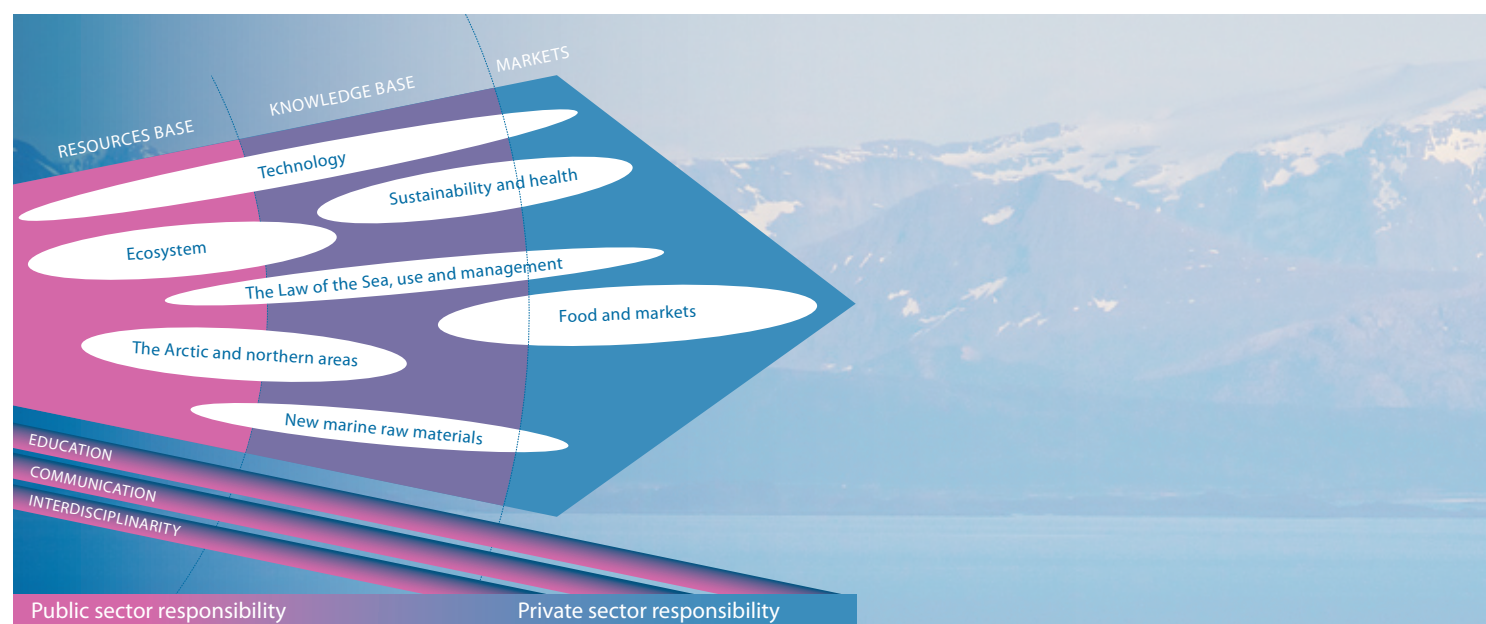 RESOURCES BASE
KNOWLEDGE BASE
MARKETS
Technology
Sustainability and health
Ecosystem
The Law of the Sea, use and management
Food and markets
The Arctic and northern areas
New marine raw materials
EDUCATION
COMMUNICATION
INTERDISCIPLINARITY
Public sector responsibility
Private sector responsibility